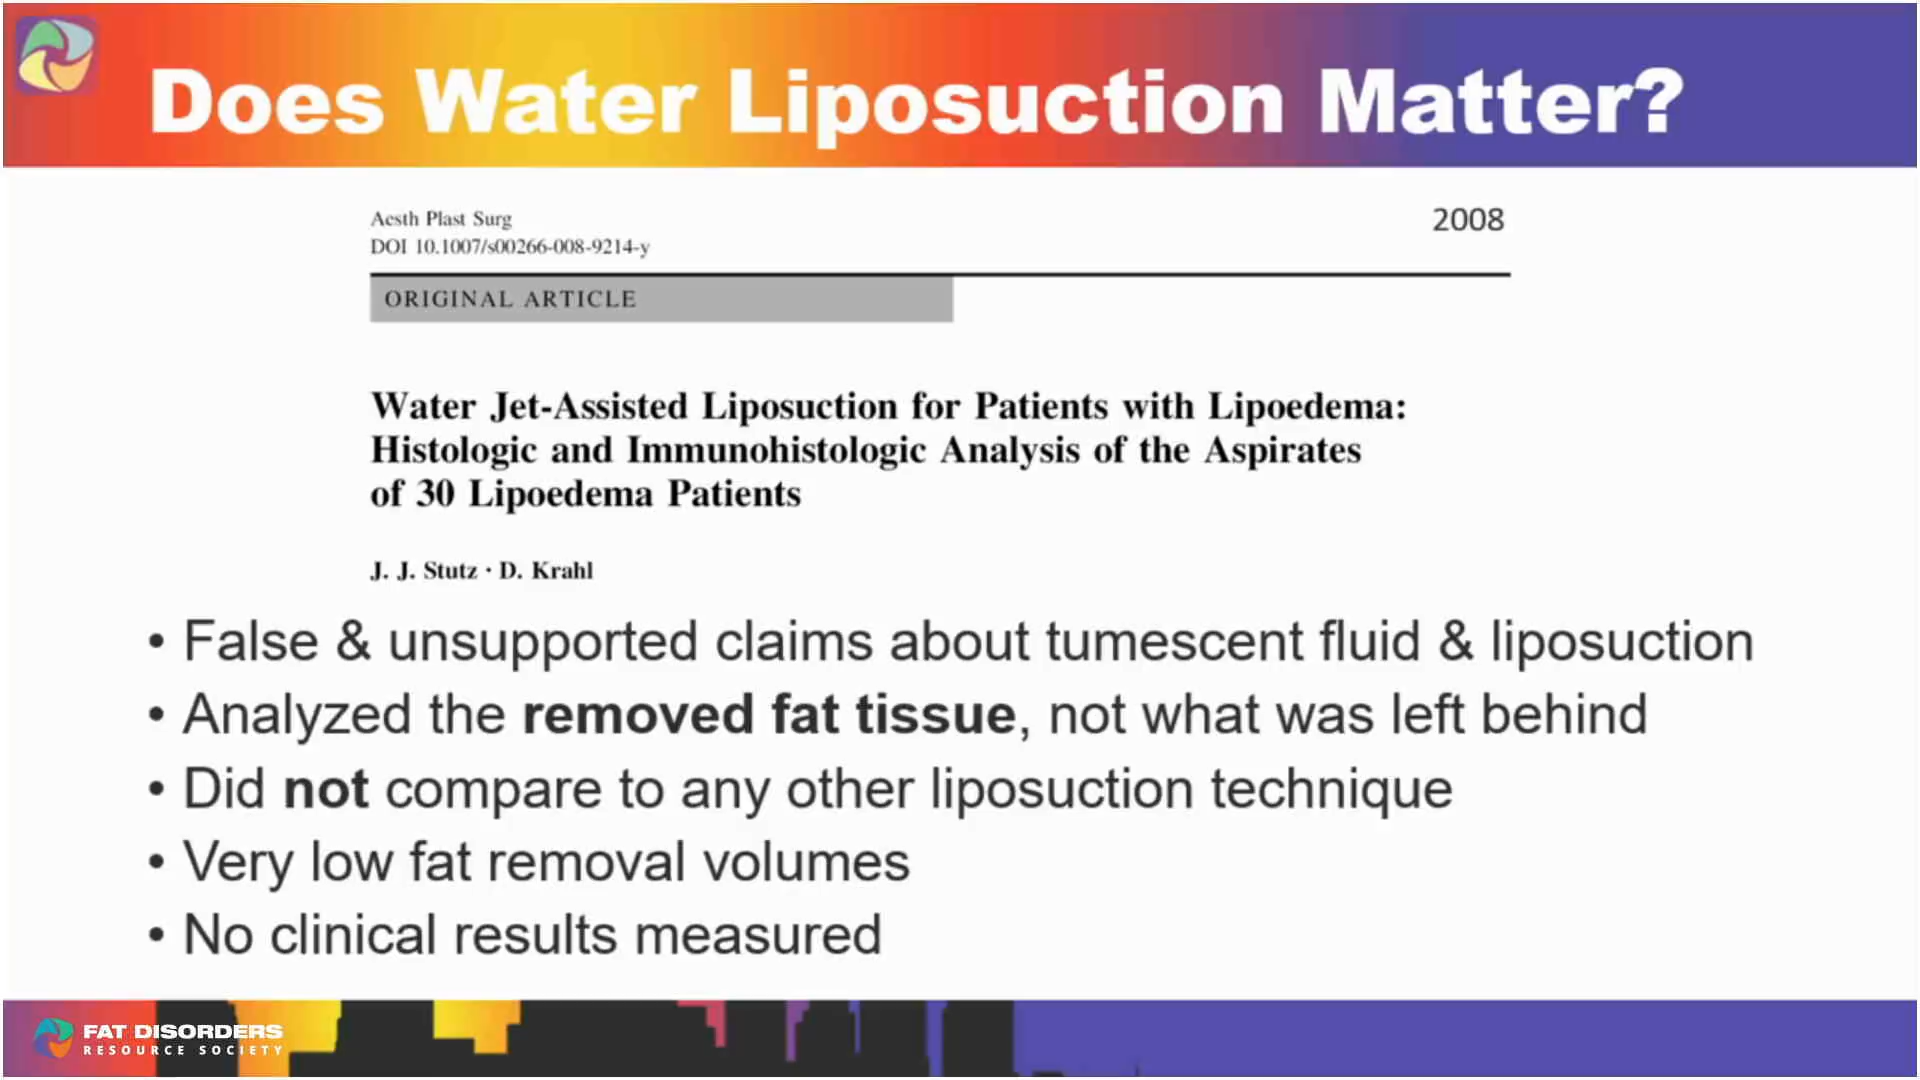 Does Water Liposuction Matter?
Aesth Plast Surg
2008
DOI 10.1007/s00266-008-9214-y
ORIGINAL ARTICLE
Water Jet-Assisted Liposuction for Patients with Lipoedema:
Histologic and Immunohistologic Analysis of the Aspirates
of 30 Lipoedema Patients
J. J. Stutz · D. Krahl
• False & unsupported claims about tumescent fluid & liposuction
• Analyzed the removed fat tissue, not what was left behind
• Did not compare to any other liposuction technique
• Very low fat removal volumes
• No clinical results measured
FAT DISORDERS
RESOURCE SOCIETY